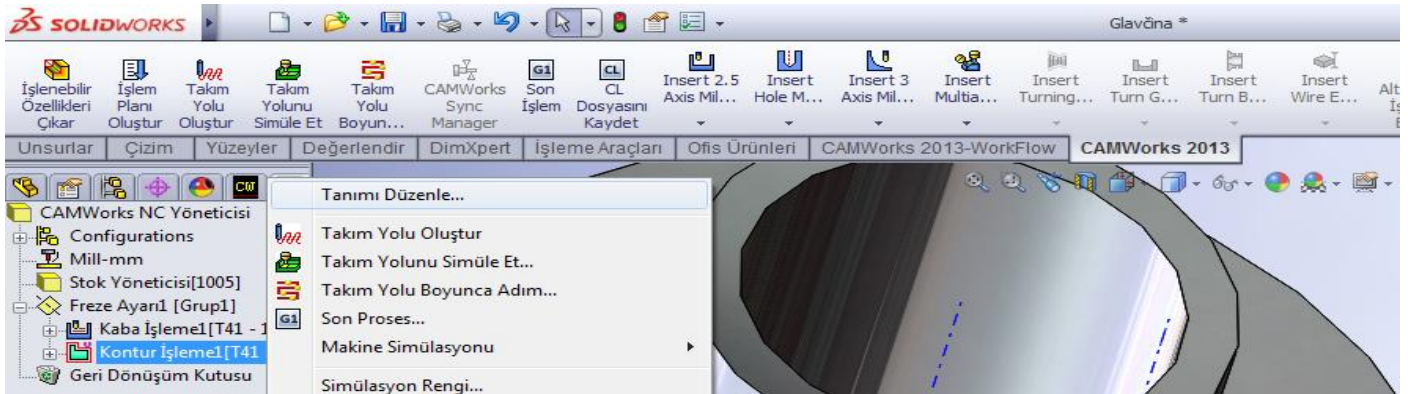 SOLIDWORKS
Glavčina *
İşlenebilir Özellikleri Çıkar
İşlem Planı Oluştur
Takım Yolu Oluştur
Takım Yolunu Simüle Et
Takım Yolu Boyun...
CAMWorks Sync Manager
G1 Son İşlem
CL CL Dosyasını Kaydet
Insert 2.5 Axis Mil...
Insert Hole M...
Insert 3 Axis Mil...
Insert Multia...
Insert Turning...
Insert Turn G...
Insert Turn B...
Insert Wire E...
Unsurlar Çizim Yüzeyler Değerlendir DimXpert İşleme Araçları Ofis Ürünleri CAMWorks 2013-WorkFlow CAMWorks 2013
CAMWorks NC Yöneticisi
Configurations
Mill-mm
Stok Yöneticisi[1005]
Freze Ayarı1 [Grup1]
Kaba İşleme1[T41 - 1
Kontur İşleme1[T41
Geri Dönüşüm Kutusu
Tanımı Düzenle...
Takım Yolu Oluştur
Takım Yolunu Simüle Et...
Takım Yolu Boyunca Adım...
G1 Son Proses...
Makine Simülasyonu
Simülasyon Rengi...